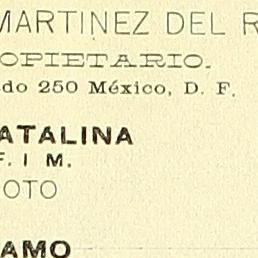 MARTINEZ DEL R
OPIETARIO.
do 250 México, D. F.
ATALINA
F. I M.
OTO
AMO